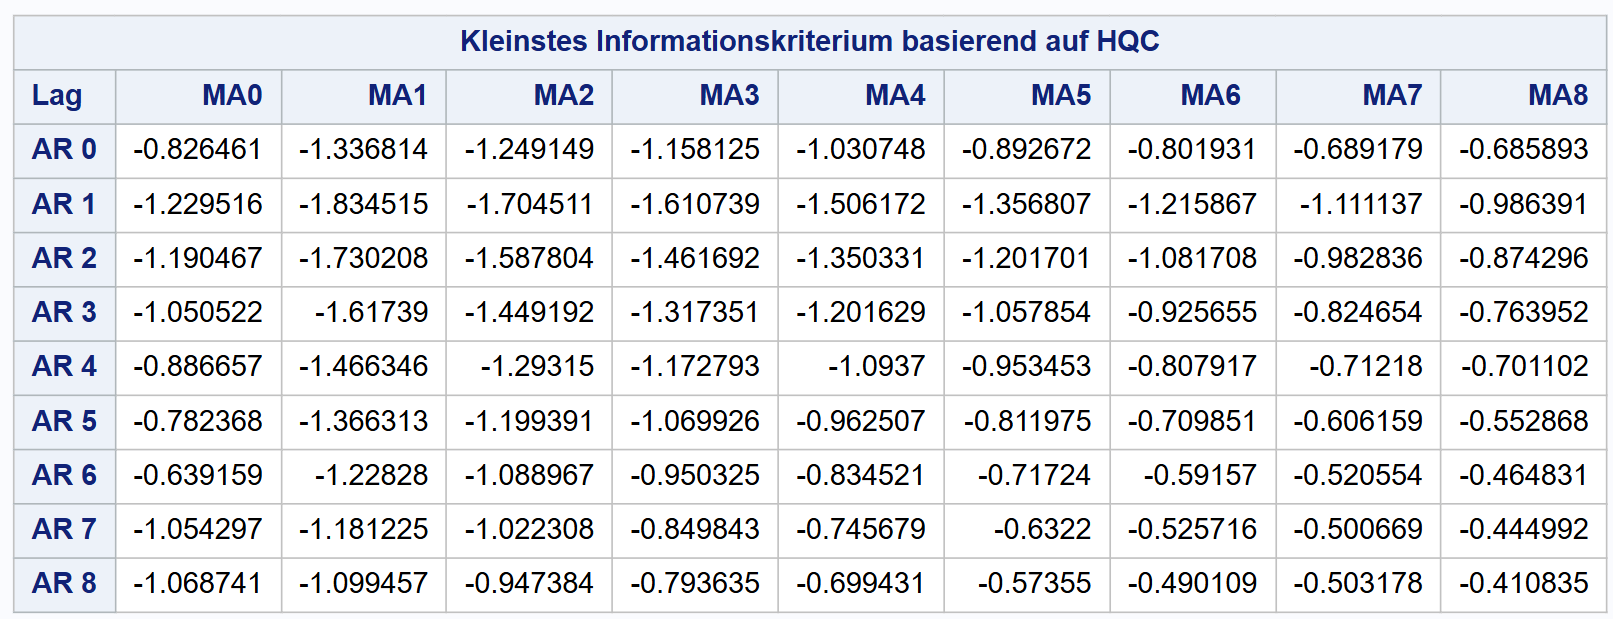 Kleinstes Informationskriterium basierend auf HQC
Lag MA0 MA1 MA2 MA3 MA4 MA5 MA6 MA7 MA8
AR 0 -0.826461 -1.336814 -1.249149 -1.158125 -1.030748 -0.892672 -0.801931 -0.689179 -0.685893
AR 1 -1.229516 -1.834515 -1.704511 -1.610739 -1.506172 -1.356807 -1.215867 -1.111137 -0.986391
AR 2 -1.190467 -1.730208 -1.587804 -1.461692 -1.350331 -1.201701 -1.081708 -0.982836 -0.874296
AR 3 -1.050522 -1.61739 -1.449192 -1.317351 -1.201629 -1.057854 -0.925655 -0.824654 -0.763952
AR 4 -0.886657 -1.466346 -1.29315 -1.172793 -1.0937 -0.953453 -0.807917 -0.71218 -0.701102
AR 5 -0.782368 -1.366313 -1.199391 -1.069926 -0.962507 -0.811975 -0.709851 -0.606159 -0.552868
AR 6 -0.639159 -1.22828 -1.088967 -0.950325 -0.834521 -0.71724 -0.59157 -0.520554 -0.464831
AR 7 -1.054297 -1.181225 -1.022308 -0.849843 -0.745679 -0.6322 -0.525716 -0.500669 -0.444992
AR 8 -1.068741 -1.099457 -0.947384 -0.793635 -0.699431 -0.57355 -0.490109 -0.503178 -0.410835